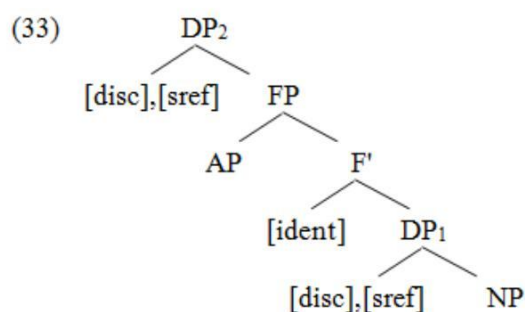 (33) DP₂
[disc],[sref] FP
AP F'
[ident] DP₁
[disc],[sref] NP